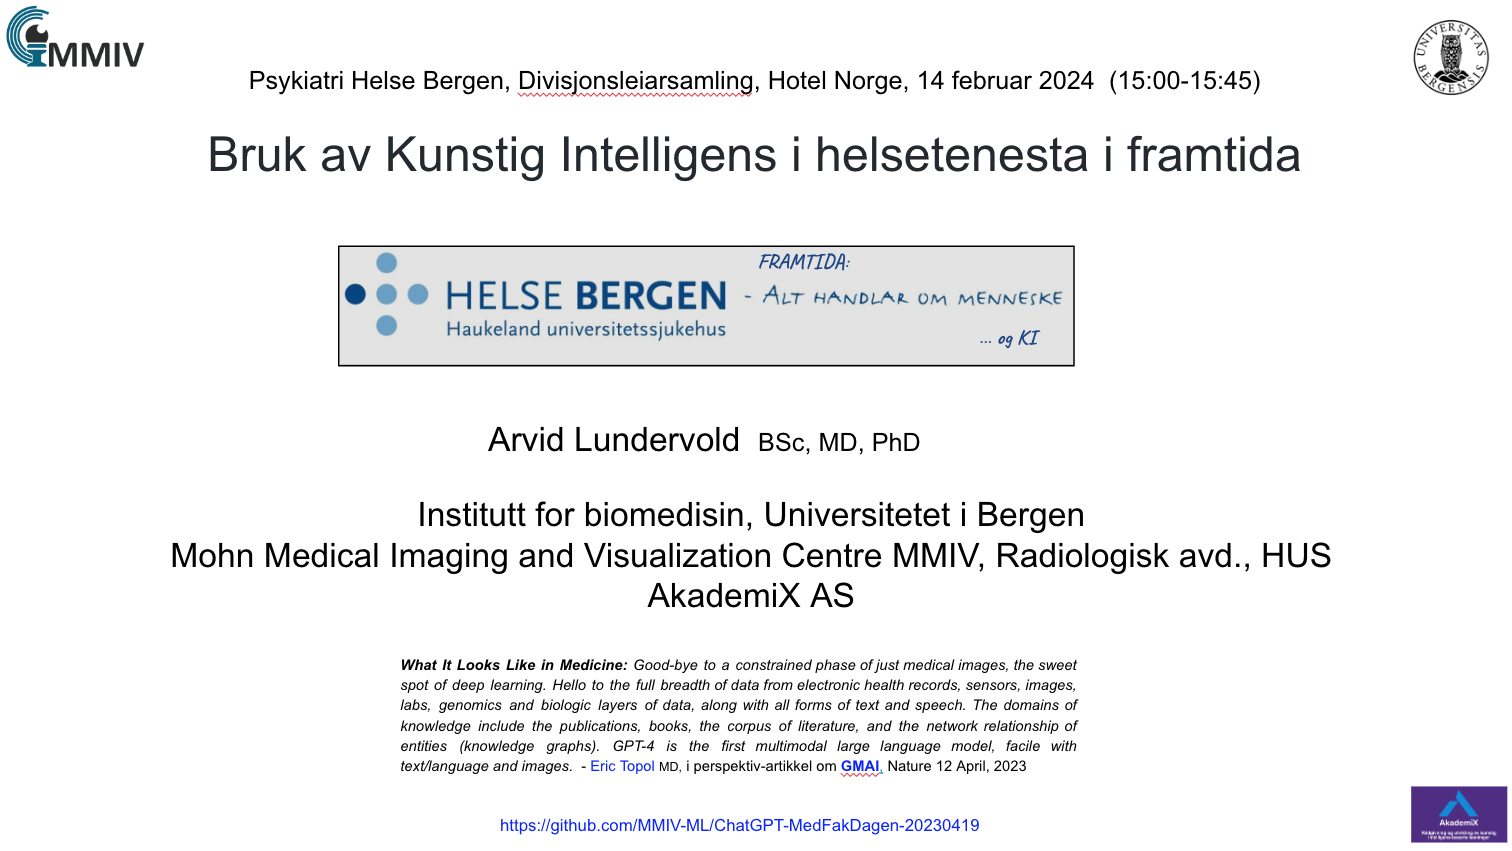 MMIV
UNIVERSITAS BERGENSIS
Psykiatri Helse Bergen, Divisjonsleiarsamling, Hotel Norge, 14 februar 2024 (15:00-15:45)
Bruk av Kunstig Intelligens i helsetenesta i framtida
FRAMTIDA:
HELSE BERGEN - ALT HANDLAR OM MENNESKE
Haukeland universitetssjukehus
... og KI
Arvid Lundervold BSc, MD, PhD
Institutt for biomedisin, Universitetet i Bergen
Mohn Medical Imaging and Visualization Centre MMIV, Radiologisk avd., HUS
AkademiX AS
What It Looks Like in Medicine: Good-bye to a constrained phase of just medical images, the sweet
spot of deep learning. Hello to the full breadth of data from electronic health records, sensors, images,
labs, genomics and biologic layers of data, along with all forms of text and speech. The domains of
knowledge include the publications, books, the corpus of literature, and the network relationship of
entities (knowledge graphs). GPT-4 is the first multimodal large language model, facile with
text/language and images. - Eric Topol MD, i perspektiv-artikkel om GMAI, Nature 12 April, 2023
https://github.com/MMIV-ML/ChatGPT-MedFakDagen-20230419
AkademiX
Rådgivning og utvikling av kunstig
intelligens-baserte løsninger